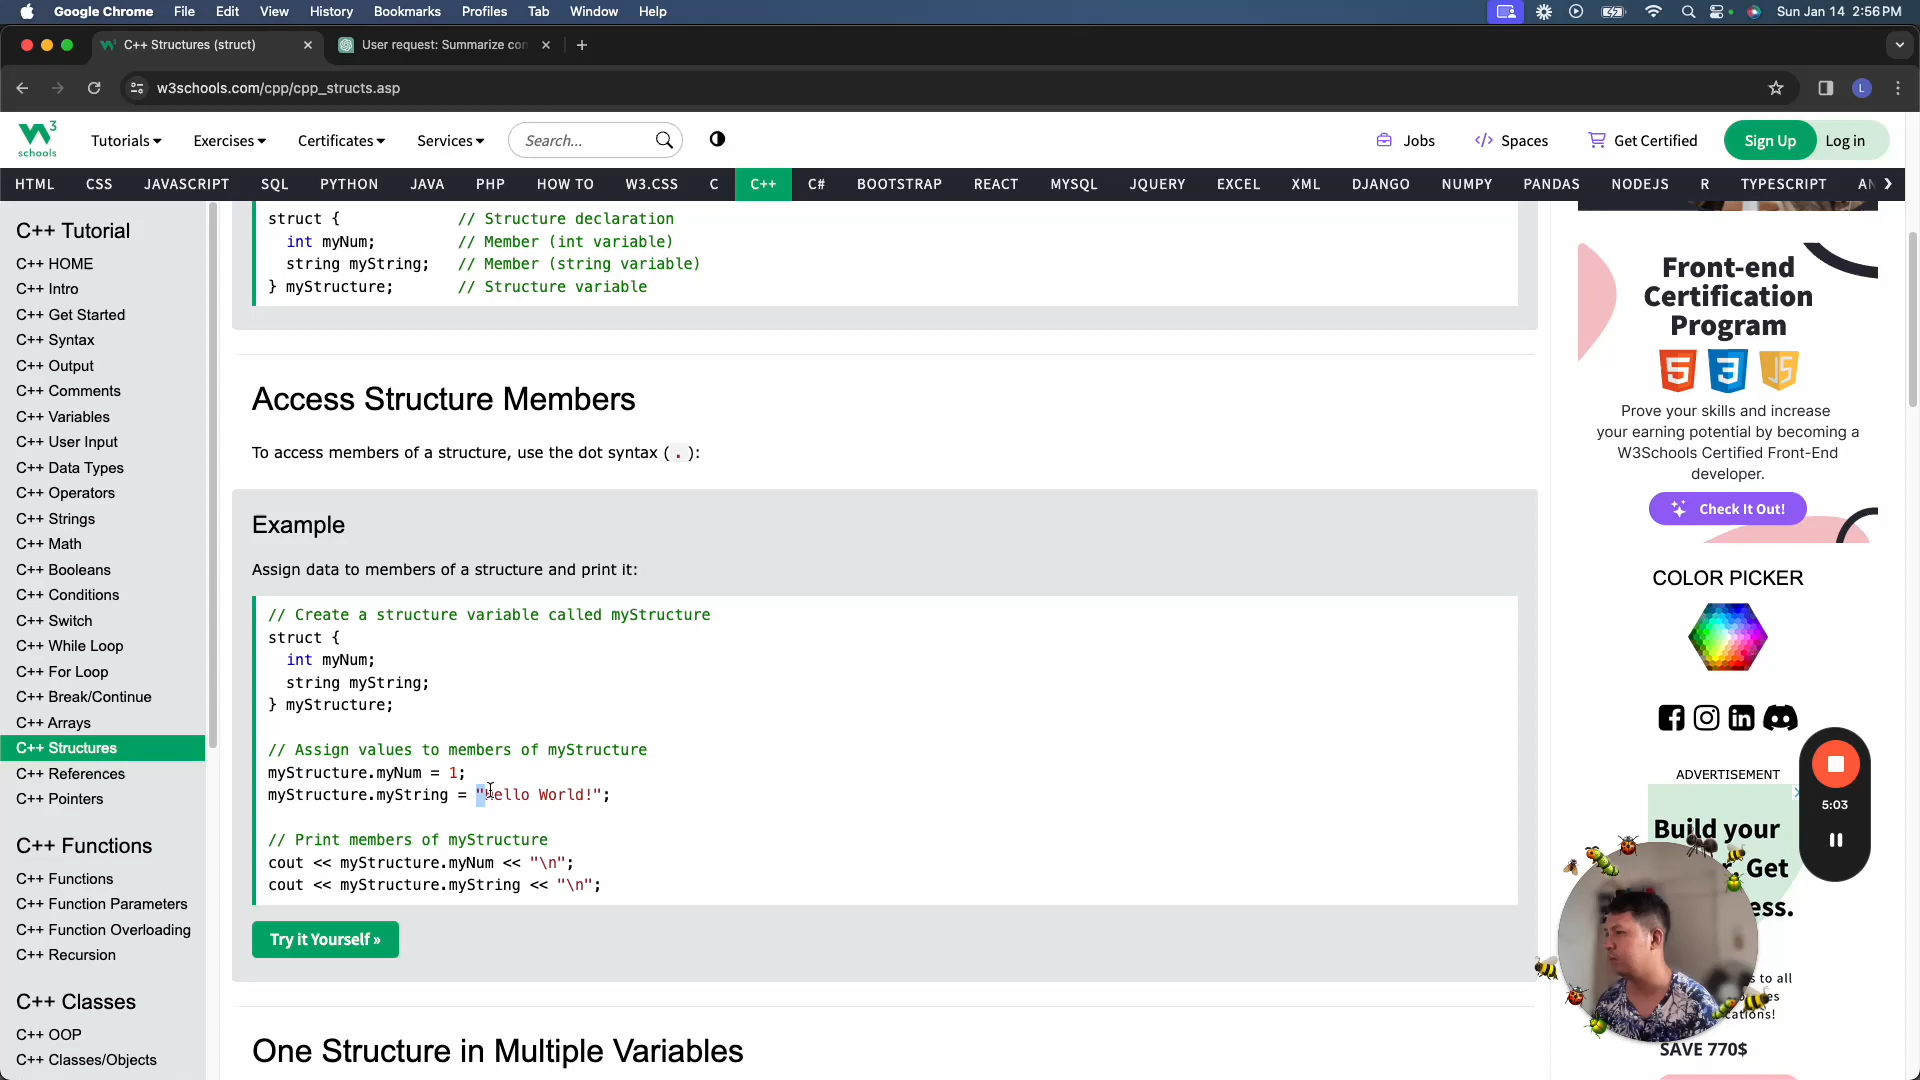 Google Chrome File Edit View History Bookmarks Profiles Tab Window Help
Sun Jan 14 2:56 PM
C++ Structures (struct)
User request: Summarize con
w3schools.com/cpp/cpp_structs.asp
L
W3
schools
Tutorials Exercises Certificates Services
Search...
Jobs
Spaces
Get Certified
Sign Up
Log in
HTML CSS JAVASCRIPT SQL PYTHON JAVA PHP HOW TO W3.CSS C C++ C# BOOTSTRAP REACT MYSQL JQUERY EXCEL XML DJANGO NUMPY PANDAS NODEJS R TYPESCRIPT
C++ Tutorial
C++ HOME
C++ Intro
C++ Get Started
C++ Syntax
C++ Output
C++ Comments
C++ Variables
C++ User Input
C++ Data Types
C++ Operators
C++ Strings
C++ Math
C++ Booleans
C++ Conditions
C++ Switch
C++ While Loop
C++ For Loop
C++ Break/Continue
C++ Arrays
C++ Structures
C++ References
C++ Pointers
C++ Functions
C++ Functions
C++ Function Parameters
C++ Function Overloading
C++ Recursion
C++ Classes
C++ OOP
C++ Classes/Objects
struct { // Structure declaration
int myNum; // Member (int variable)
string myString; // Member (string variable)
} myStructure; // Structure variable
Access Structure Members
To access members of a structure, use the dot syntax (.):
Example
Assign data to members of a structure and print it:
// Create a structure variable called myStructure
struct {
int myNum;
string myString;
} myStructure;
// Assign values to members of myStructure
myStructure.myNum = 1;
myStructure.myString = "Hello World!";
// Print members of myStructure
cout << myStructure.myNum << "\n";
cout << myStructure.myString << "\n";
Try it Yourself »
One Structure in Multiple Variables
Front-end
Certification
Program
5 3 JS
Prove your skills and increase
your earning potential by becoming a
W3Schools Certified Front-End
developer.
Check It Out!
COLOR PICKER
ADVERTISEMENT
5:03
Build your
Get
s to all
SAVE 770$